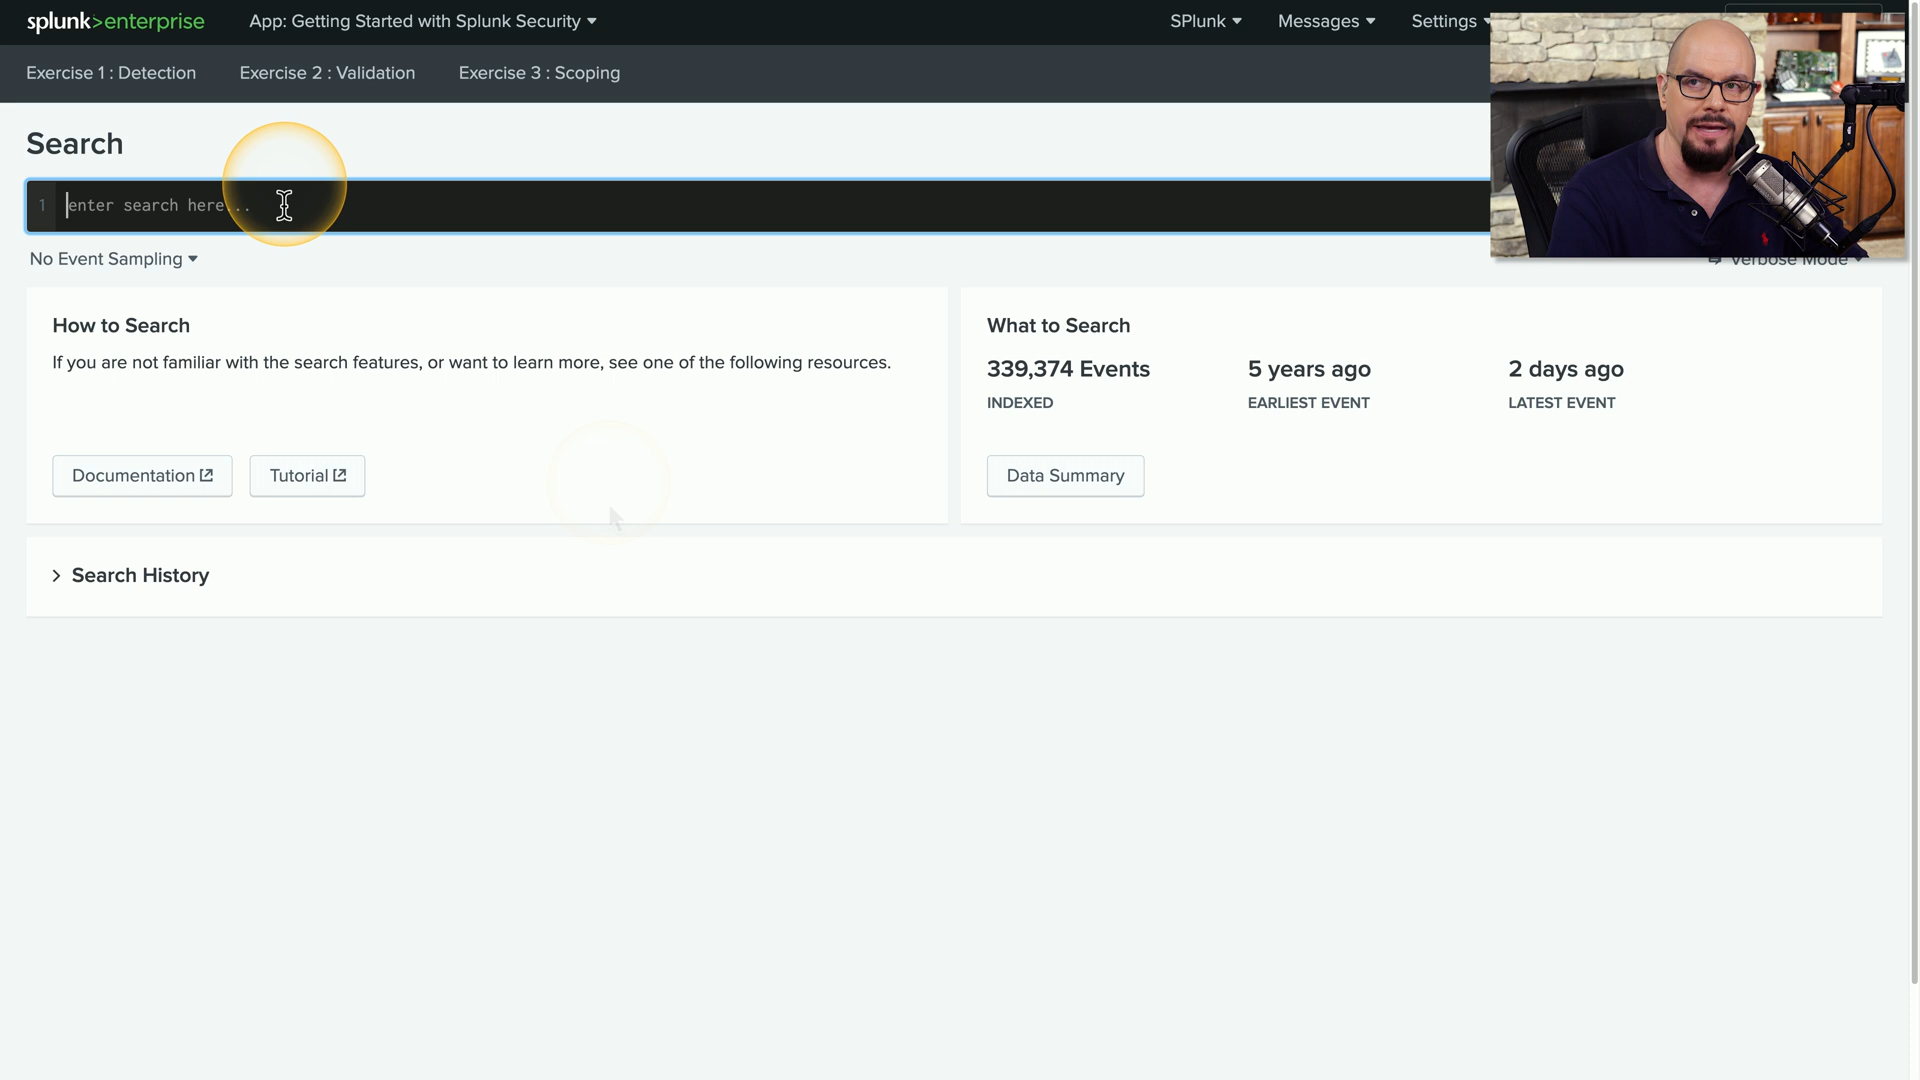 splunk>enterprise App: Getting Started with Splunk Security SPlunk Messages Settings
Exercise 1 : Detection Exercise 2 : Validation Exercise 3 : Scoping
Search
1 enter search here...
No Event Sampling Verbose Mode
How to Search
If you are not familiar with the search features, or want to learn more, see one of the following resources.
Documentation Tutorial
What to Search
339,374 Events 5 years ago 2 days ago
INDEXED EARLIEST EVENT LATEST EVENT
Data Summary
Search History